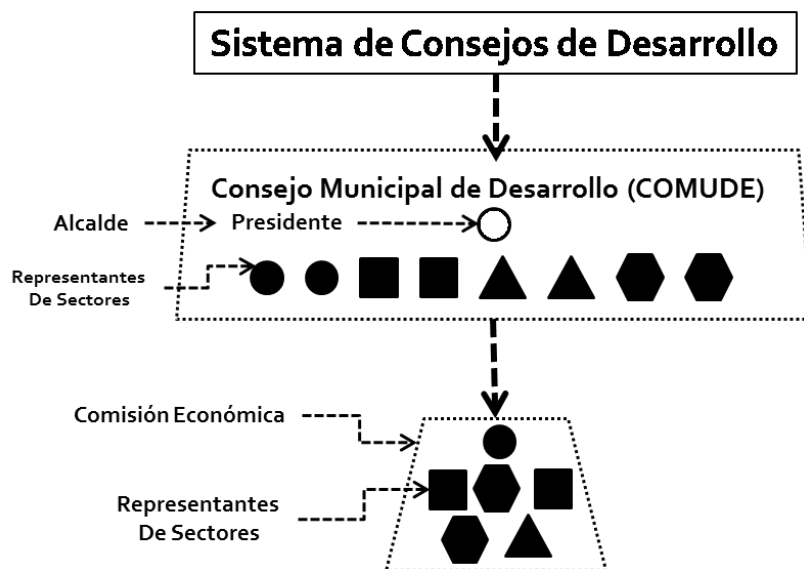 Sistema de Consejos de Desarrollo
Consejo Municipal de Desarrollo (COMUDE)
Alcalde
Presidente
Representantes
De Sectores
Comisión Económica
Representantes
De Sectores